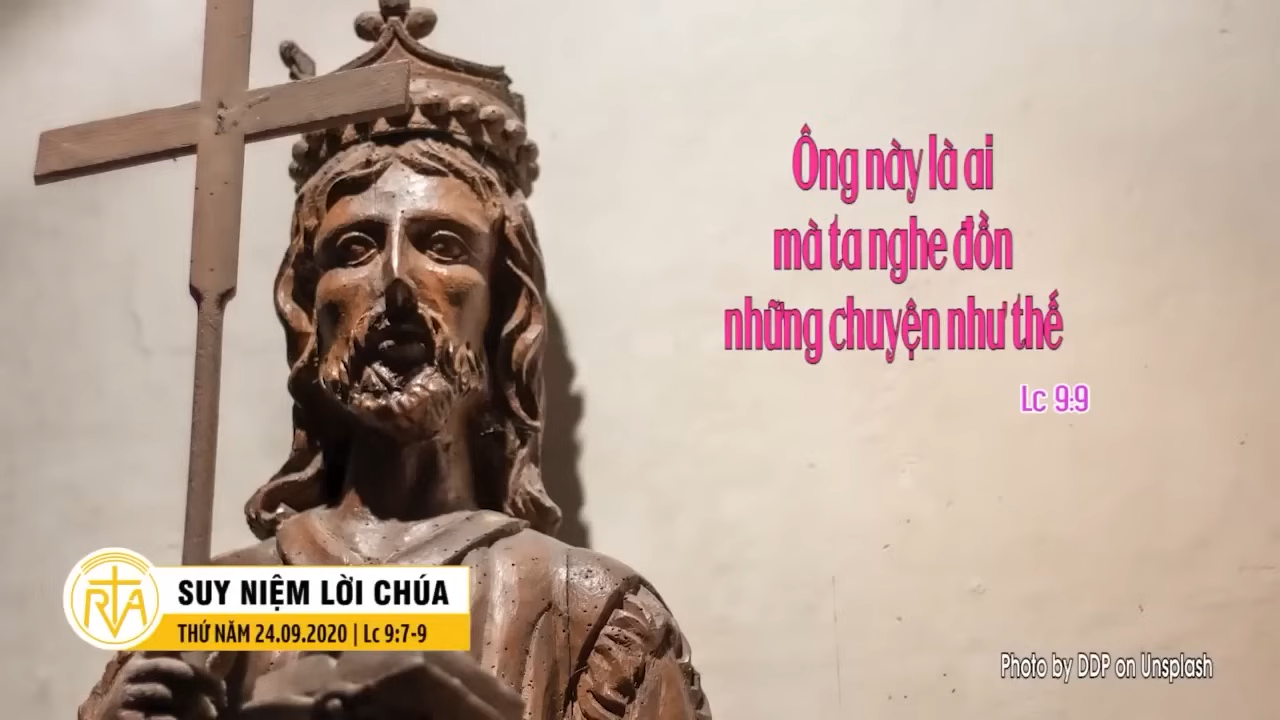 Ông này là ai
mà ta nghe đồn
những chuyện như thế
Lc 9:9
RVA
SUY NIỆM LỜI CHÚA
THỨ NĂM 24.09.2020 | Lc 9:7-9
Photo by DDP on Unsplash